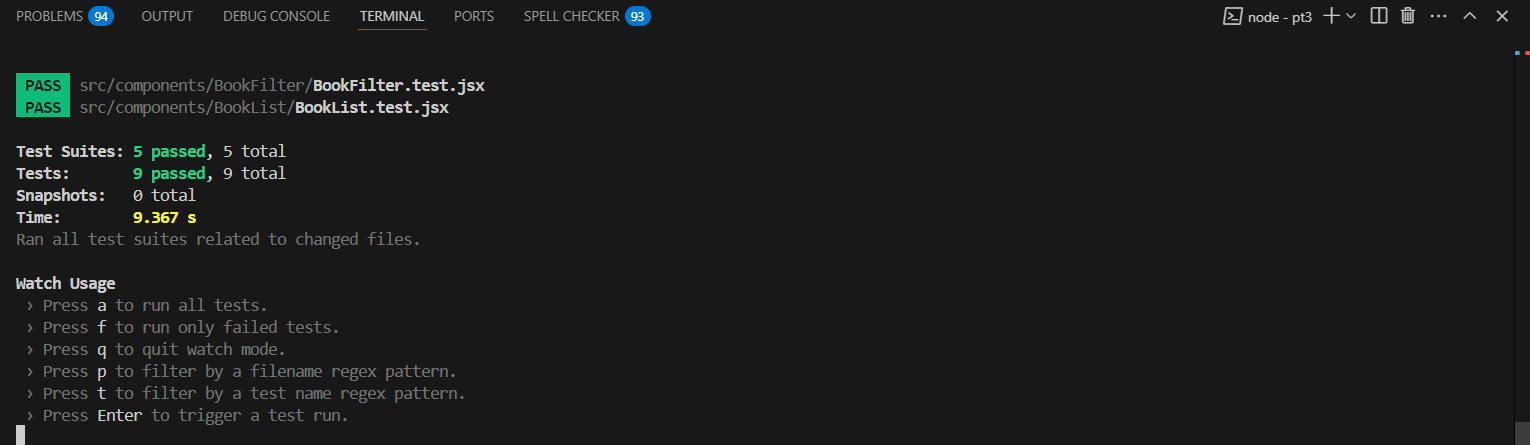 PROBLEMS 94 OUTPUT DEBUG CONSOLE TERMINAL PORTS SPELL CHECKER 93 node - pt3
PASS src/components/BookFilter/BookFilter.test.jsx
PASS src/components/BookList/BookList.test.jsx
Test Suites: 5 passed, 5 total
Tests: 9 passed, 9 total
Snapshots: 0 total
Time: 9.367 s
Ran all test suites related to changed files.
Watch Usage
› Press a to run all tests.
› Press f to run only failed tests.
› Press q to quit watch mode.
› Press p to filter by a filename regex pattern.
› Press t to filter by a test name regex pattern.
› Press Enter to trigger a test run.